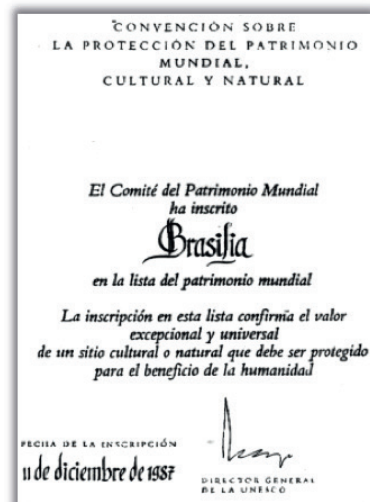 CONVENCIÓN SOBRE
LA PROTECCIÓN DEL PATRIMONIO
MUNDIAL,
CULTURAL Y NATURAL
El Comité del Patrimonio Mundial
ha inscrito
Brasilia
en la lista del patrimonio mundial
La inscripción en esta lista confirma el valor
excepcional y universal
de un sitio cultural o natural que debe ser protegido
para el beneficio de la humanidad
FECHA DE LA INSCRIPCIÓN
11 de diciembre de 1987
DIRECTOR GENERAL
DE LA UNESCO